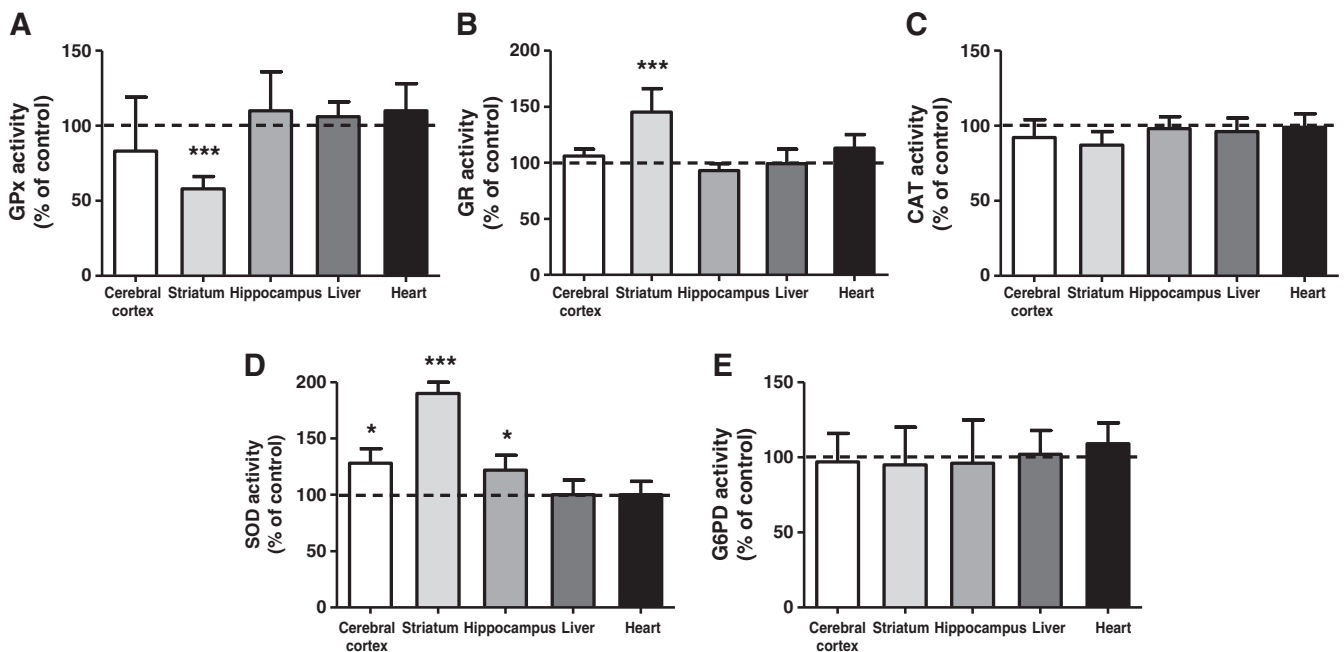 A
GPx activity
(% of control)
150
100
50
0
***
Cerebral cortex
Striatum
Hippocampus
Liver
Heart
B
GR activity
(% of control)
200
150
100
50
0
***
Cerebral cortex
Striatum
Hippocampus
Liver
Heart
C
CAT activity
(% of control)
150
100
50
0
Cerebral cortex
Striatum
Hippocampus
Liver
Heart
D
SOD activity
(% of control)
200
150
100
50
0
*
***
*
Cerebral cortex
Striatum
Hippocampus
Liver
Heart
E
G6PD activity
(% of control)
150
100
50
0
Cerebral cortex
Striatum
Hippocampus
Liver
Heart